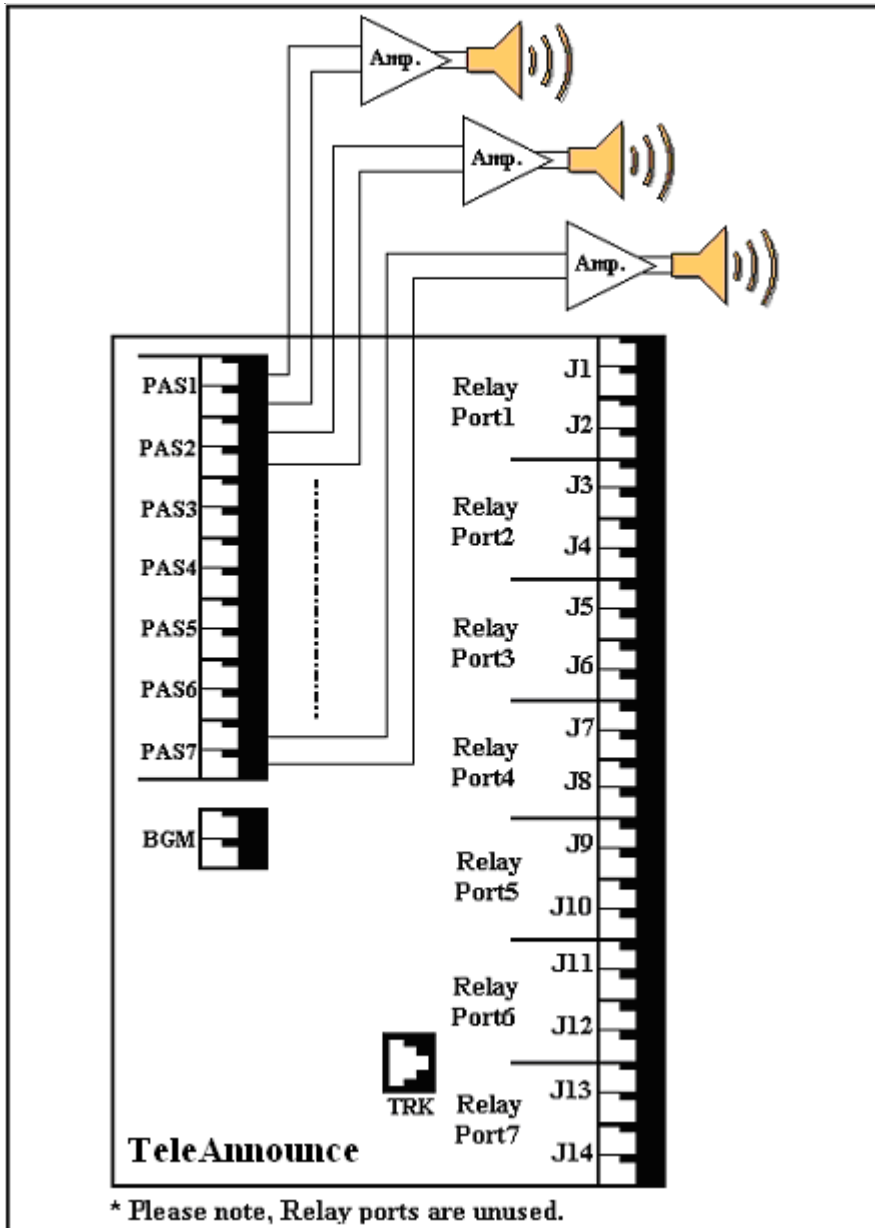 Amp.
Amp.
Amp.
PAS1
PAS2
PAS3
PAS4
PAS5
PAS6
PAS7
BGM
Relay
Port1
J1
J2
Relay
Port2
J3
J4
Relay
Port3
J5
J6
Relay
Port4
J7
J8
Relay
Port5
J9
J10
Relay
Port6
J11
J12
TRK
Relay
Port7
J13
J14
TeleAnnounce
* Please note, Relay ports are unused.